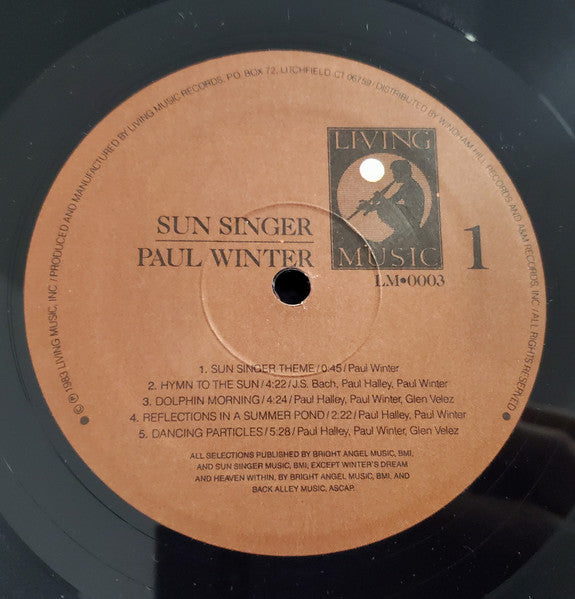 © ℗ 1983 LIVING MUSIC, INC / PRODUCED AND MANUFACTURED BY LIVING MUSIC RECORDS, P.O. BOX 72, LITCHFIELD, CT 06759 / DISTRIBUTED BY WINDHAM HILL RECORDS AND A&M RECORDS, INC / ALL RIGHTS RESERVED
LIVING
MUSIC
SUN SINGER
PAUL WINTER
1
LM•0003
1. SUN SINGER THEME / 0:45 / Paul Winter
2. HYMN TO THE SUN / 4:22 / J.S. Bach, Paul Halley, Paul Winter
3. DOLPHIN MORNING / 4:24 / Paul Halley, Paul Winter, Glen Velez
4. REFLECTIONS IN A SUMMER POND / 2:22 / Paul Halley, Paul Winter
5. DANCING PARTICLES / 5:28 / Paul Halley, Paul Winter, Glen Velez
ALL SELECTIONS PUBLISHED BY BRIGHT ANGEL MUSIC, BMI,
AND SUN SINGER MUSIC, BMI, EXCEPT WINTER'S DREAM
AND HEAVEN WITHIN, BY BRIGHT ANGEL MUSIC, BMI, AND
BACK ALLEY MUSIC, ASCAP.